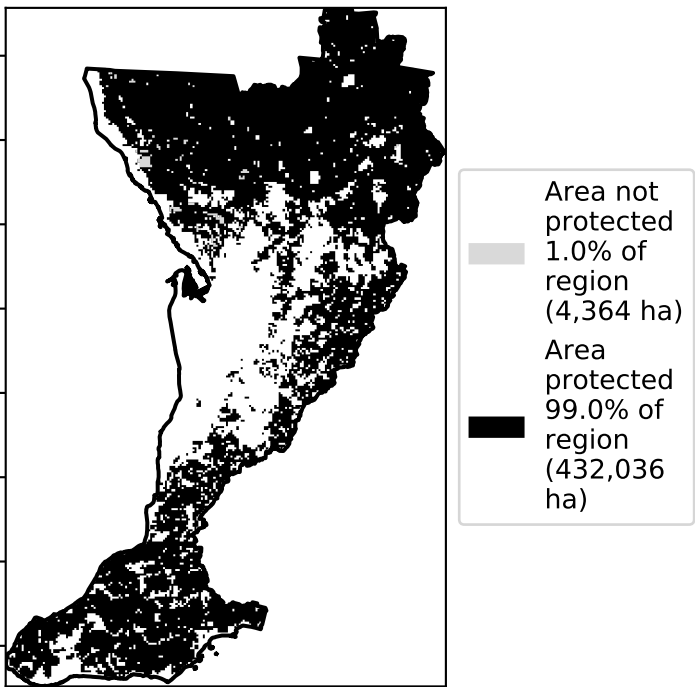 Area not
protected
1.0% of
region
(4,364 ha)
Area
protected
99.0% of
region
(432,036
ha)